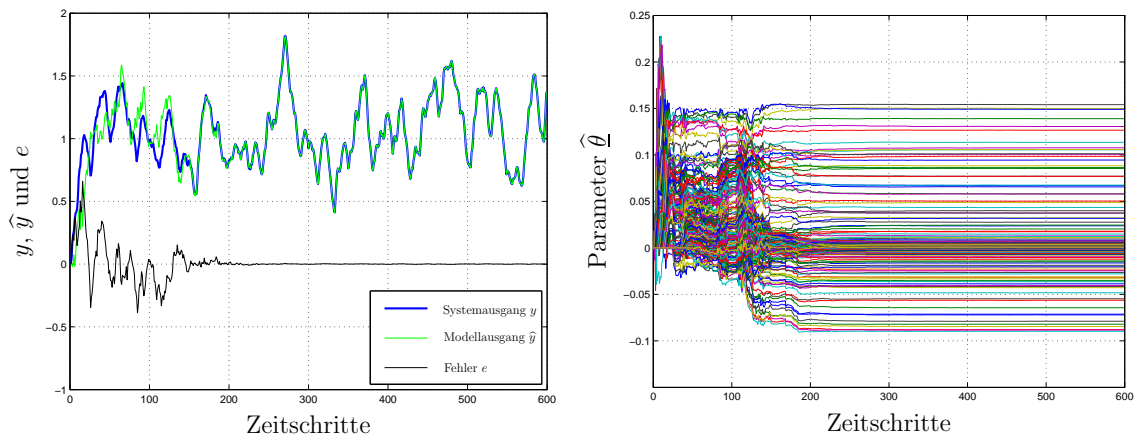 2
1.5
1
0.5
0
−0.5
−1
0 100 200 300 400 500 600
y, ŷ und e
Zeitschritte
Systemausgang y
Modellausgang ŷ
Fehler e
0.25
0.2
0.15
0.1
0.05
0
−0.05
−0.1
0 100 200 300 400 500 600
Parameter θ̲̂
Zeitschritte